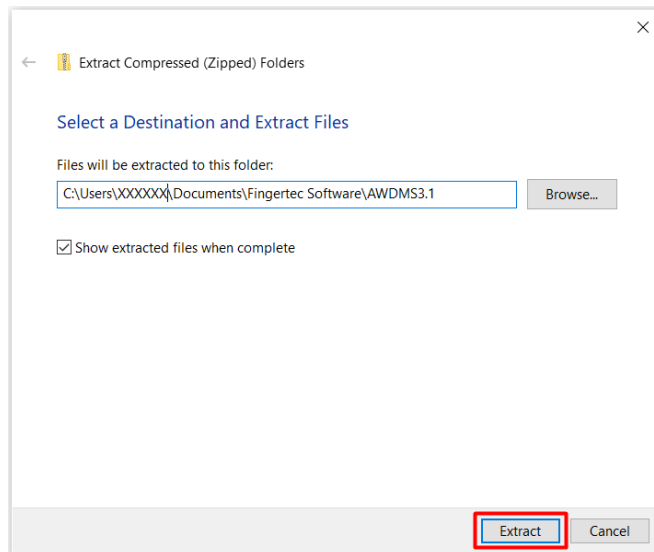 Extract Compressed (Zipped) Folders
Select a Destination and Extract Files
Files will be extracted to this folder:
C:\Users\XXXXXX\Documents\Fingertec Software\AWDMS3.1
Browse...
Show extracted files when complete
Extract
Cancel